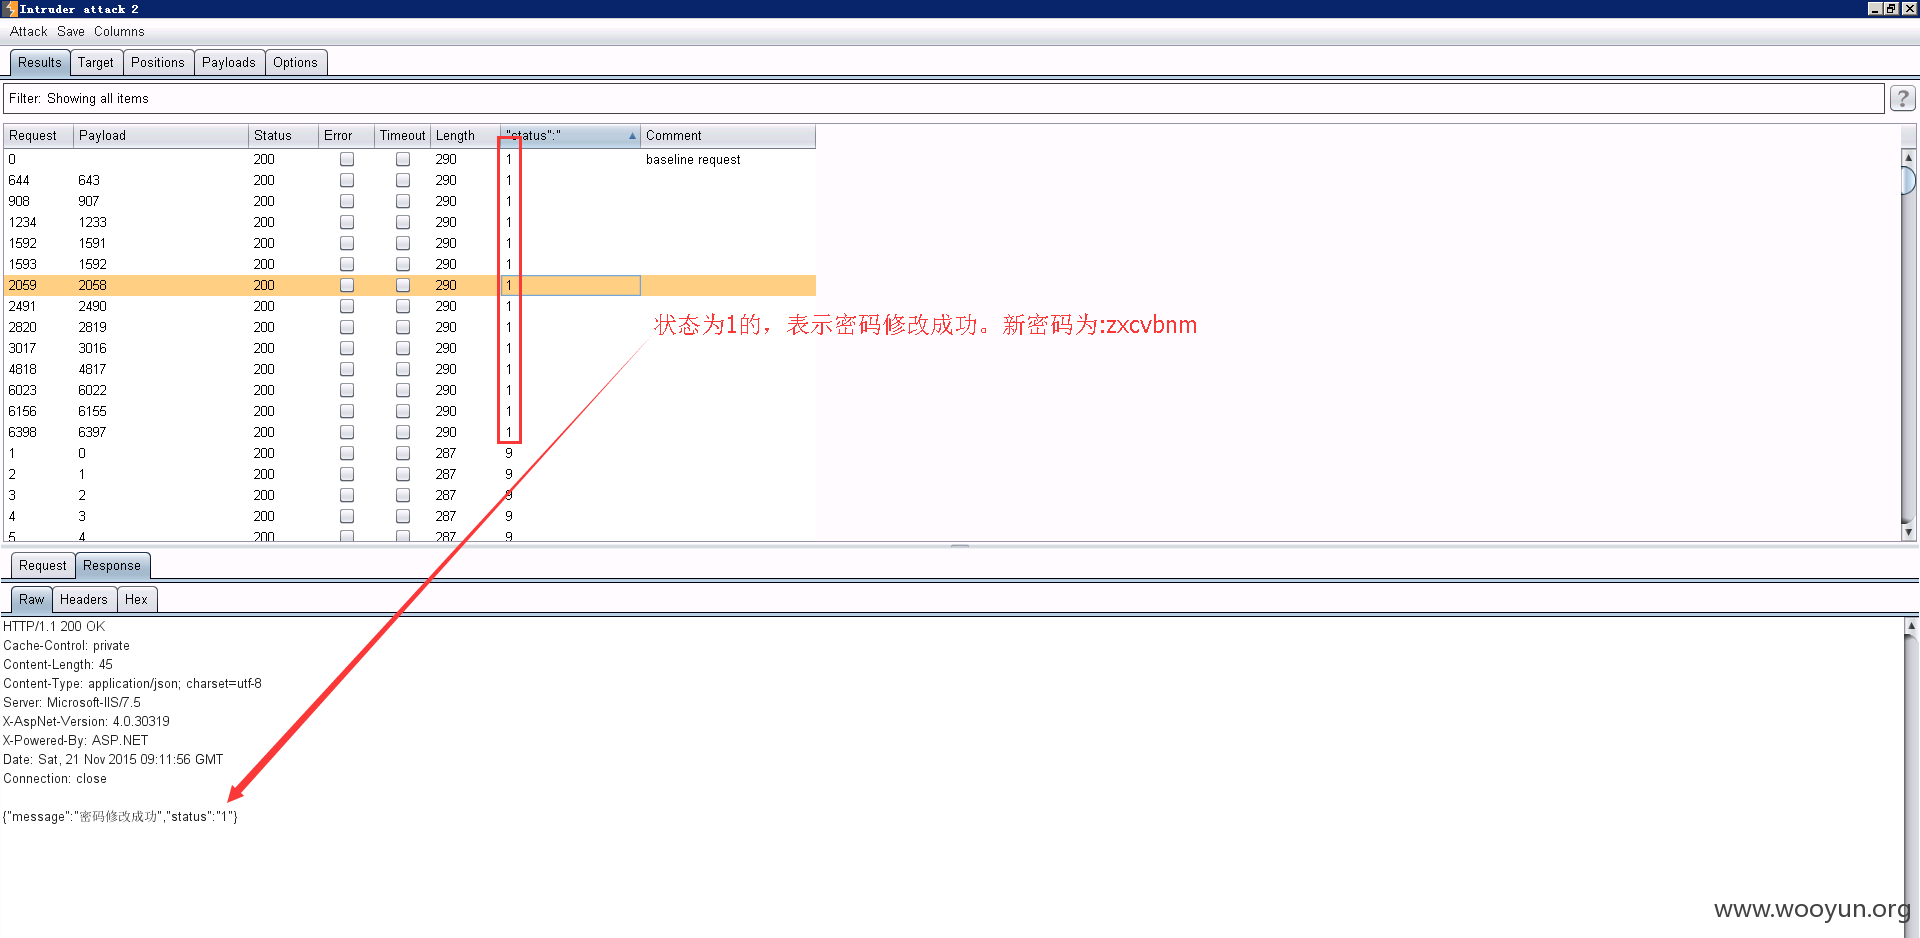 Intruder attack 2
Attack Save Columns
Results Target Positions Payloads Options
Filter: Showing all items
?
Request Payload Status Error Timeout Length "status":" Comment
0 200 290 1 baseline request
644 643 200 290 1
908 907 200 290 1
1234 1233 200 290 1
1592 1591 200 290 1
1593 1592 200 290 1
2059 2058 200 290 1
2491 2490 200 290 1
2820 2819 200 290 1
3017 3016 200 290 1
4818 4817 200 290 1
6023 6022 200 290 1
6156 6155 200 290 1
6398 6397 200 290 1
1 0 200 287 9
2 1 200 287 9
3 2 200 287 9
4 3 200 287 9
5 4 200 287 9
状态为1的，表示密码修改成功。新密码为:zxcvbnm
Request Response
Raw Headers Hex
HTTP/1.1 200 OK
Cache-Control: private
Content-Length: 45
Content-Type: application/json; charset=utf-8
Server: Microsoft-IIS/7.5
X-AspNet-Version: 4.0.30319
X-Powered-By: ASP.NET
Date: Sat, 21 Nov 2015 09:11:56 GMT
Connection: close
{"message":"密码修改成功","status":"1"}
www.wooyun.org